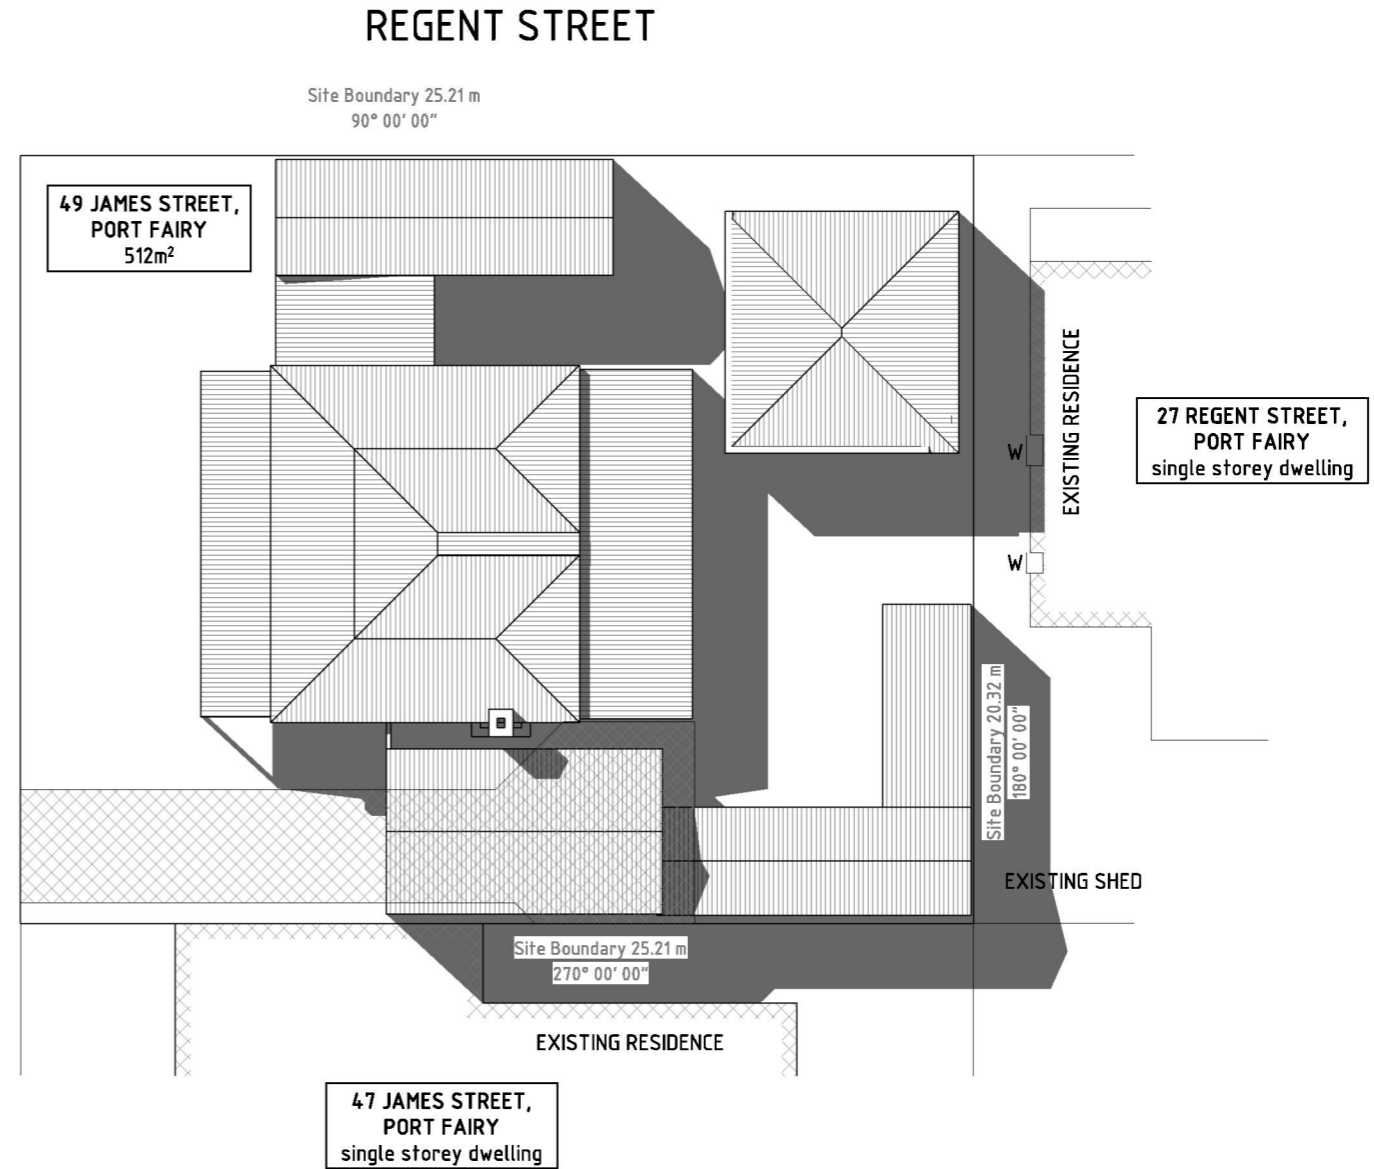 REGENT STREET
Site Boundary 25.21 m
90° 00' 00"
49 JAMES STREET,
PORT FAIRY
512m²
EXISTING RESIDENCE
W
W
27 REGENT STREET,
PORT FAIRY
single storey dwelling
Site Boundary 20.32 m
180° 00' 00"
EXISTING SHED
Site Boundary 25.21 m
270° 00' 00"
EXISTING RESIDENCE
47 JAMES STREET,
PORT FAIRY
single storey dwelling